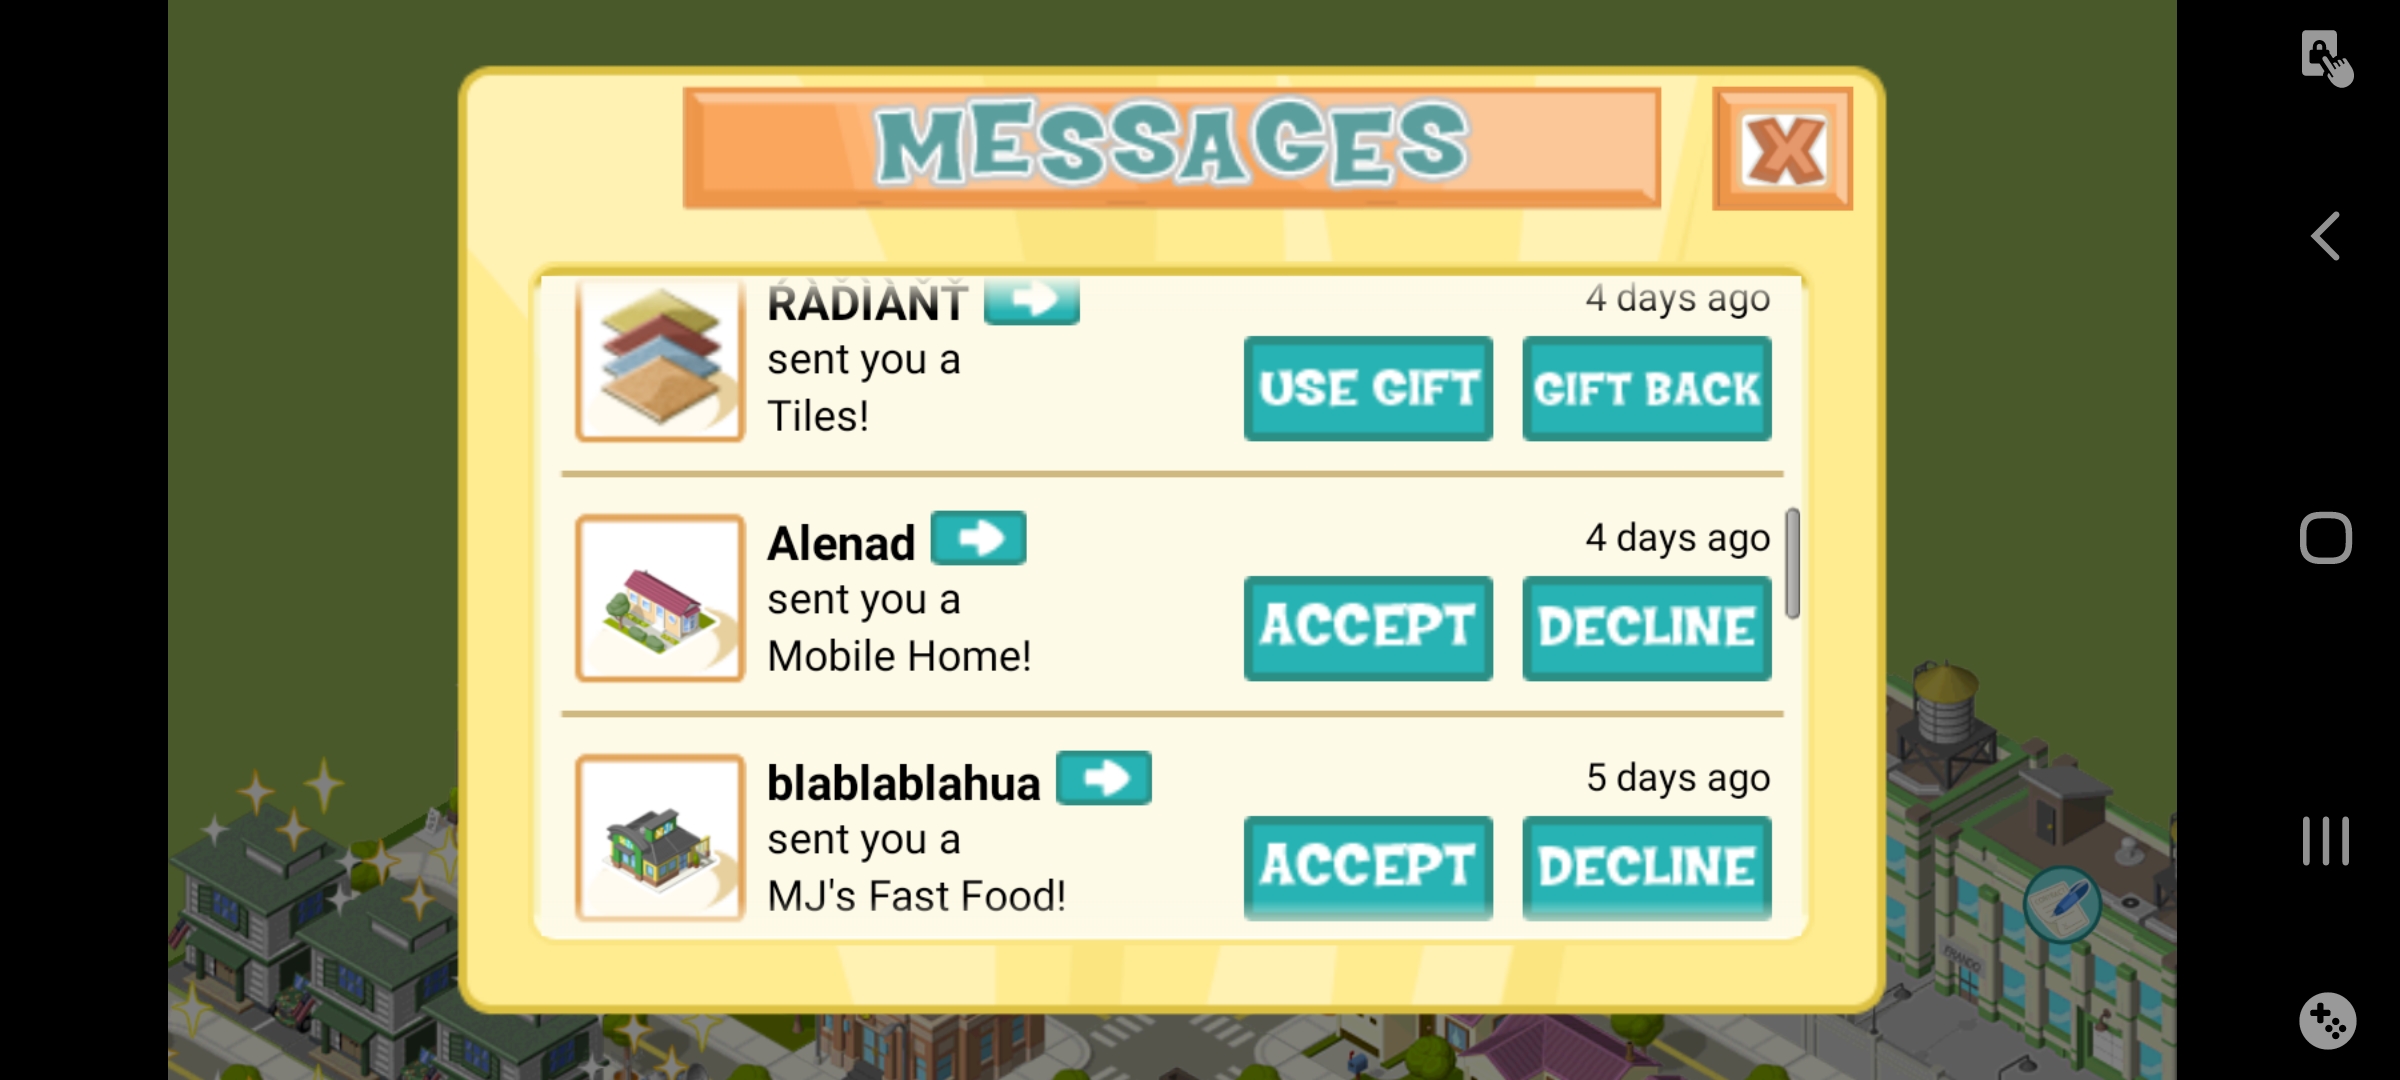 MESSAGES
ŔÀĎÌÀŇŤ
4 days ago
sent you a
Tiles!
USE GIFT
GIFT BACK
Alenad
4 days ago
sent you a
Mobile Home!
ACCEPT
DECLINE
blablablahua
5 days ago
sent you a
MJ's Fast Food!
ACCEPT
DECLINE